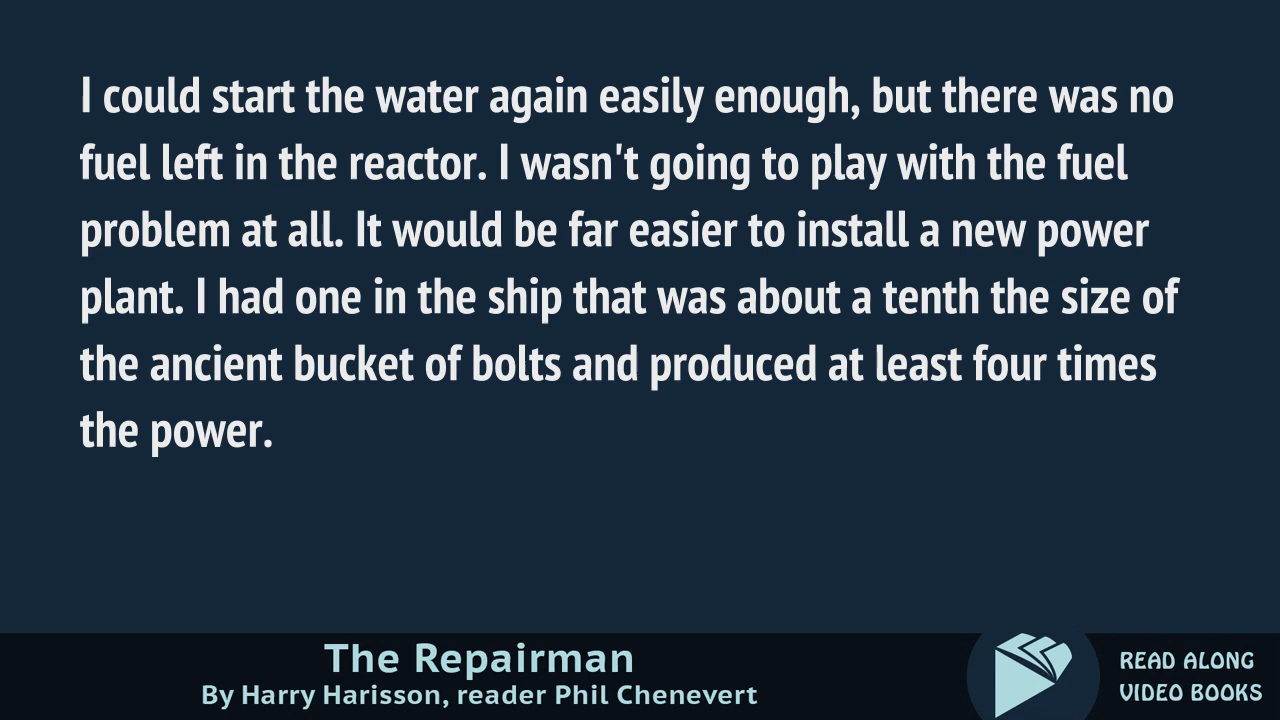 I could start the water again easily enough, but there was no
fuel left in the reactor. I wasn't going to play with the fuel
problem at all. It would be far easier to install a new power
plant. I had one in the ship that was about a tenth the size of
the ancient bucket of bolts and produced at least four times
the power.
The Repairman
By Harry Harisson, reader Phil Chenevert
READ ALONG
VIDEO BOOKS